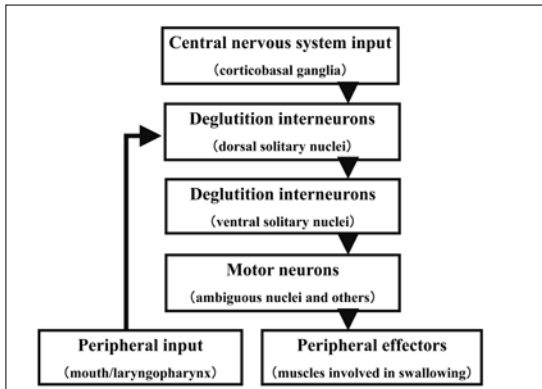 Central nervous system input
(corticobasal ganglia)
Deglutition interneurons
(dorsal solitary nuclei)
Deglutition interneurons
(ventral solitary nuclei)
Motor neurons
(ambiguous nuclei and others)
Peripheral input
(mouth/laryngopharynx)
Peripheral effectors
(muscles involved in swallowing)